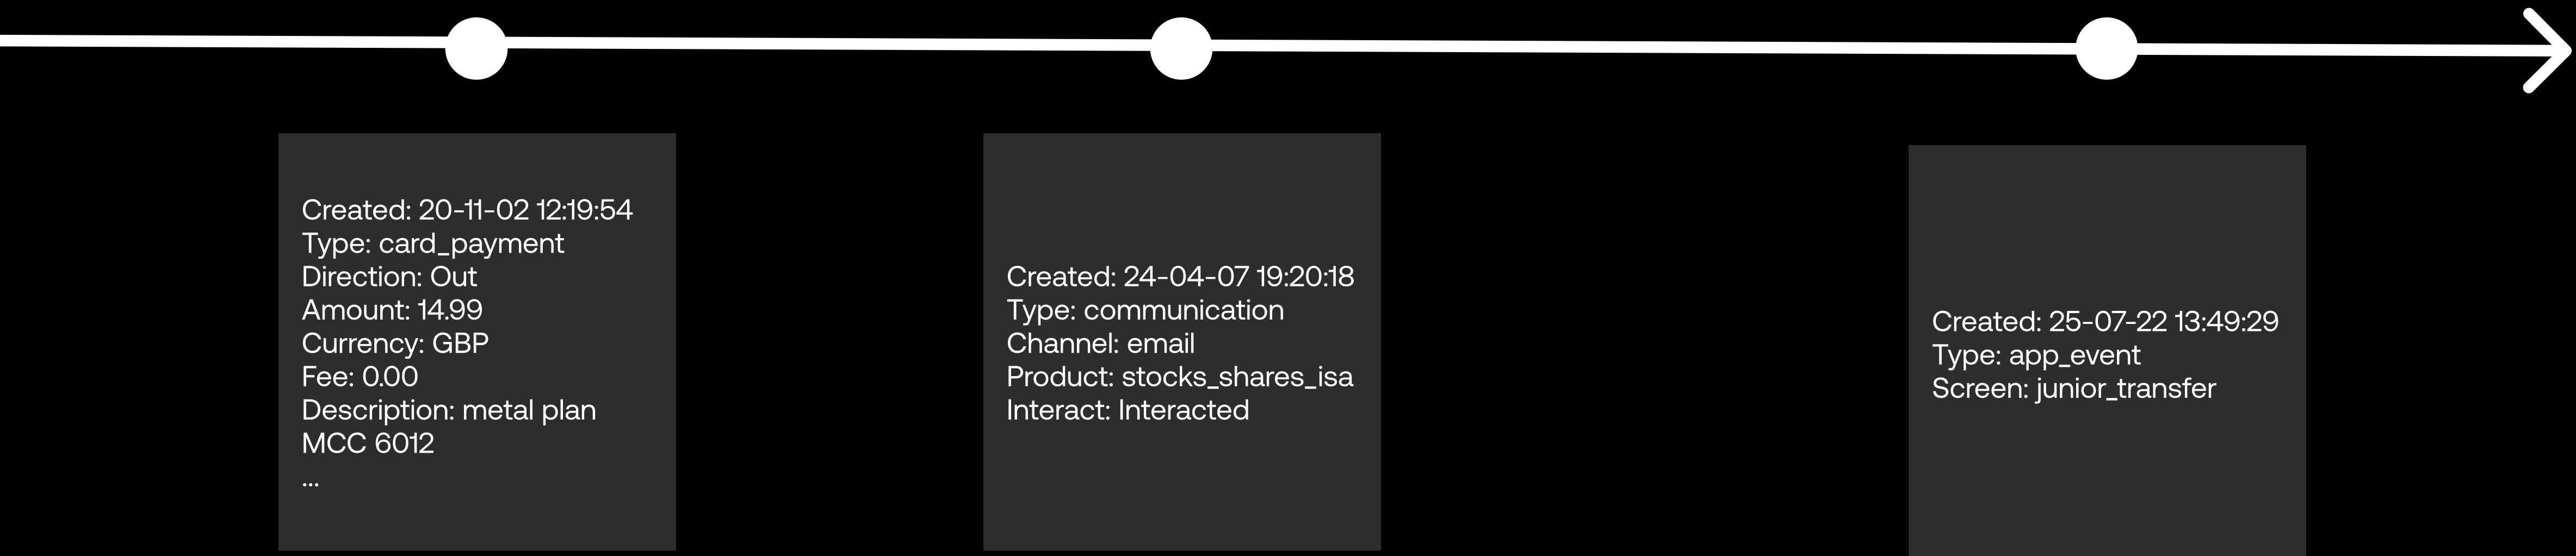 Created: 20-11-02 12:19:54
Type: card_payment
Direction: Out
Amount: 14.99
Currency: GBP
Fee: 0.00
Description: metal plan
MCC 6012
...
Created: 24-04-07 19:20:18
Type: communication
Channel: email
Product: stocks_shares_isa
Interact: Interacted
Created: 25-07-22 13:49:29
Type: app_event
Screen: junior_transfer